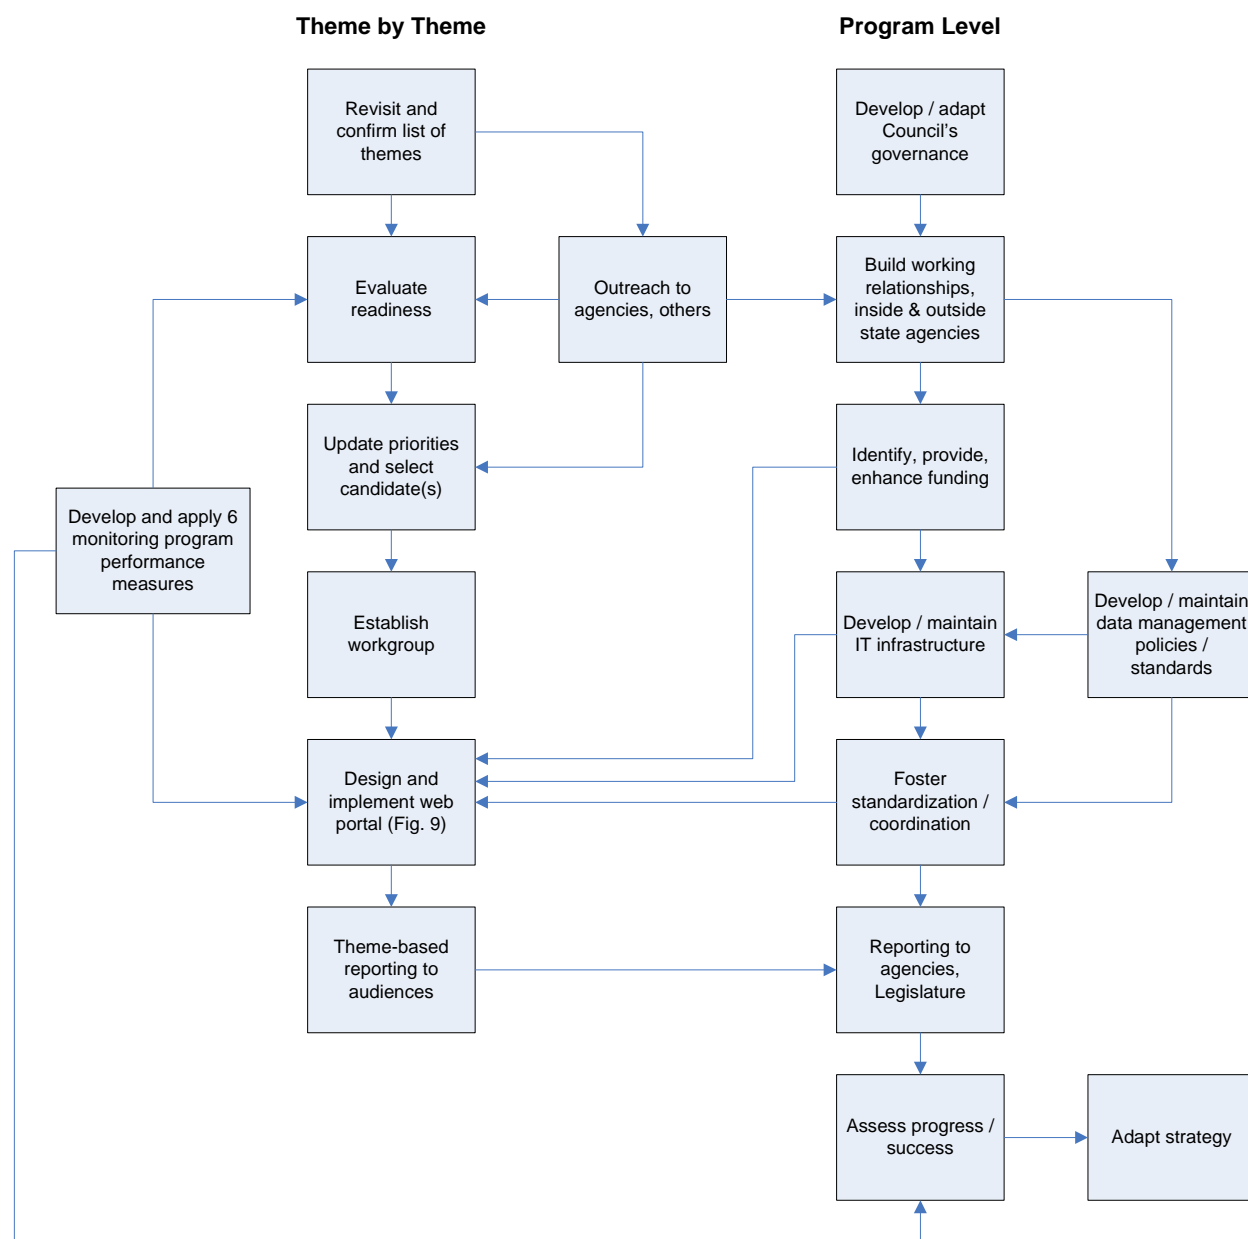 Theme by Theme
Program Level
Revisit and
confirm list of
themes
Develop / adapt
Council's
governance
Evaluate
readiness
Outreach to
agencies, others
Build working
relationships,
inside & outside
state agencies
Update priorities
and select
candidate(s)
Identify, provide,
enhance funding
Develop and apply 6
monitoring program
performance
measures
Establish
workgroup
Develop / maintain
IT infrastructure
Develop / maintain
data management
policies /
standards
Design and
implement web
portal (Fig. 9)
Foster
standardization /
coordination
Theme-based
reporting to
audiences
Reporting to
agencies,
Legislature
Assess progress /
success
Adapt strategy